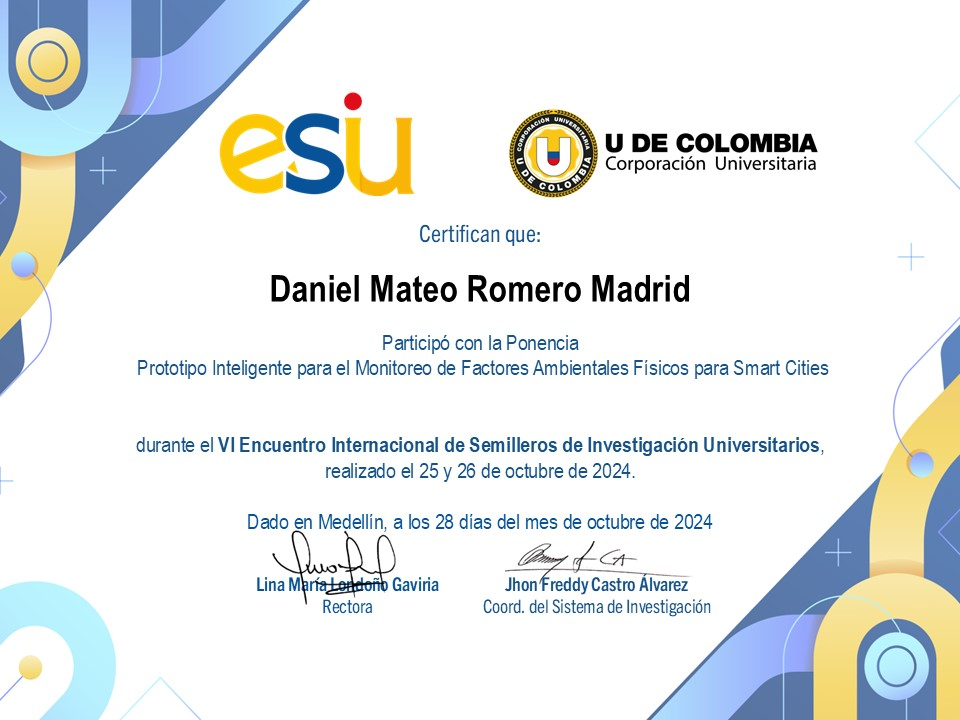 esiu
CORPORACIÓN UNIVERSITARIA
U DE COLOMBIA
U
U DE COLOMBIA
Corporación Universitaria
Certifican que:
Daniel Mateo Romero Madrid
Participó con la Ponencia
Prototipo Inteligente para el Monitoreo de Factores Ambientales Físicos para Smart Cities
durante el VI Encuentro Internacional de Semilleros de Investigación Universitarios,
realizado el 25 y 26 de octubre de 2024.
Dado en Medellín, a los 28 días del mes de octubre de 2024
Lina María Londoño Gaviria
Rectora
Jhon Freddy Castro Álvarez
Coord. del Sistema de Investigación